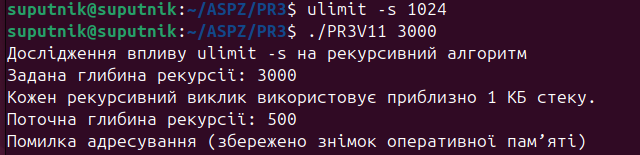 suputnik@suputnik:~/ASPZ/PR3$ ulimit -s 1024
suputnik@suputnik:~/ASPZ/PR3$ ./PR3V11 3000
Дослідження впливу ulimit -s на рекурсивний алгоритм
Задана глибина рекурсії: 3000
Кожен рекурсивний виклик використовує приблизно 1 КБ стеку.
Поточна глибина рекурсії: 500
Помилка адресування (збережено знімок оперативної пам’яті)